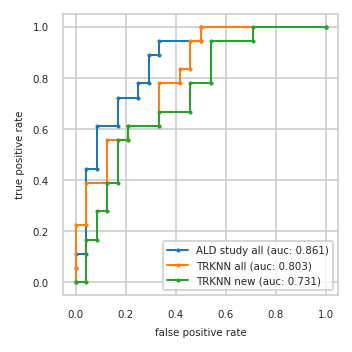 1.0
0.8
0.6
0.4
0.2
0.0
true positive rate
ALD study all (auc: 0.861)
TRKNN all (auc: 0.803)
TRKNN new (auc: 0.731)
0.0 0.2 0.4 0.6 0.8 1.0
false positive rate